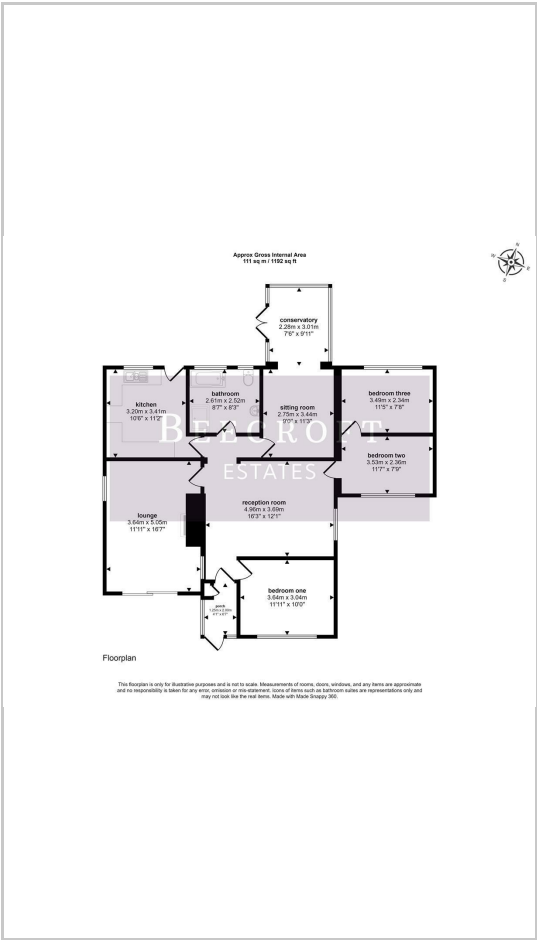 Approx Gross Internal Area
111 sq m / 1192 sq ft
N
E
S
W
conservatory
2.28m x 3.01m
7'6" x 9'11"
kitchen
3.20m x 3.41m
10'6" x 11'2"
bathroom
2.61m x 2.52m
8'7" x 8'3"
sitting room
2.75m x 3.44m
9'0" x 11'3"
bedroom three
3.49m x 2.34m
11'5" x 7'8"
BEECROFT
ESTATES
bedroom two
3.53m x 2.36m
11'7" x 7'9"
lounge
3.64m x 5.05m
11'11" x 16'7"
reception room
4.96m x 3.69m
16'3" x 12'1"
porch
bedroom one
3.64m x 3.04m
11'11" x 10'0"
Floorplan
This floorplan is only for illustrative purposes and is not to scale. Measurements of rooms, doors, windows, and any items are approximate
and no responsibility is taken for any error, omission or mis-statement. Icons of items such as bathroom suites are representations only and
may not look like the real items. Made with Made Snappy 360.